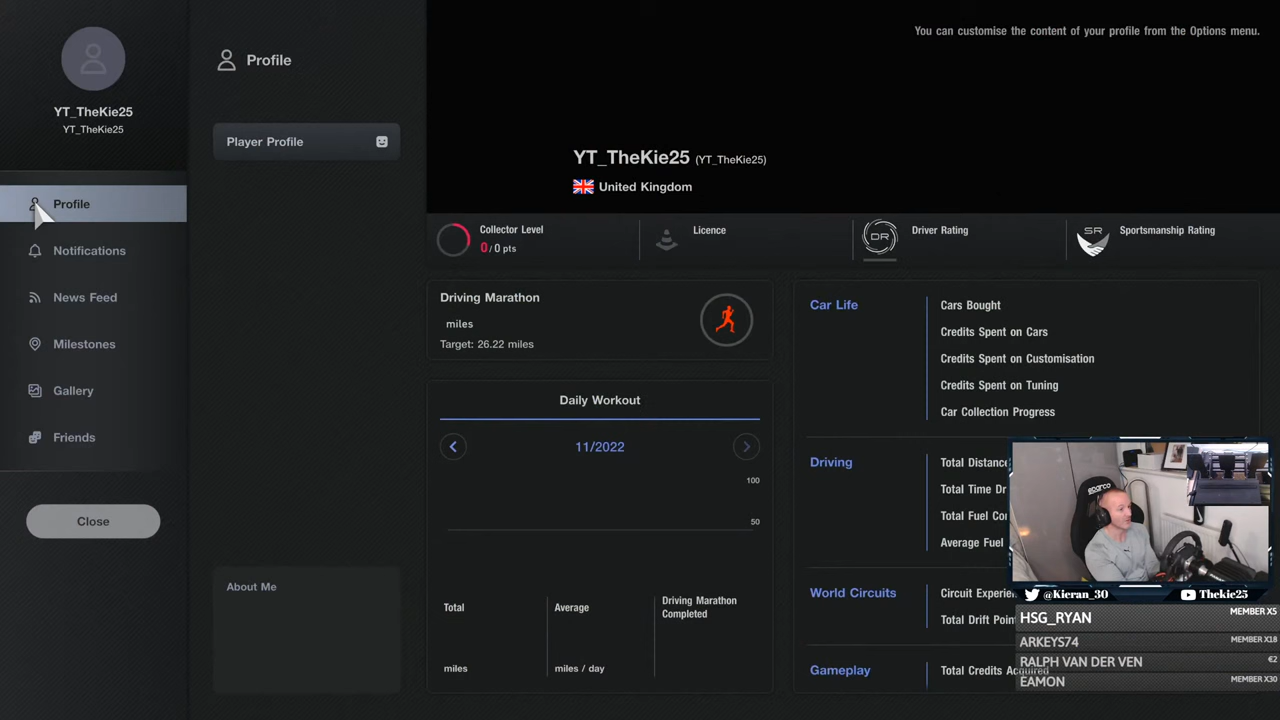 You can customise the content of your profile from the Options menu.
YT_TheKie25
YT_TheKie25
Profile
Notifications
News Feed
Milestones
Gallery
Friends
Close
Profile
Player Profile
About Me
YT_TheKie25 (YT_TheKie25)
United Kingdom
Collector Level
0 / 0 pts
Licence
DR
Driver Rating
SR
Sportsmanship Rating
Driving Marathon
miles
Target: 26.22 miles
Daily Workout
11/2022
100
50
Total
miles
Average
miles / day
Driving Marathon
Completed
Car Life
Cars Bought
Credits Spent on Cars
Credits Spent on Customisation
Credits Spent on Tuning
Car Collection Progress
Driving
Total Distance
Total Time Dr
Total Fuel Co
Average Fuel
World Circuits
Circuit Experien
Total Drift Poin
Gameplay
Total Credits Acquired
sparco
@Kieran_30
Thekie25
HSG_RYAN MEMBER X5
ARKEYS74 MEMBER X18
RALPH VAN DER VEN €2
EAMON MEMBER X30